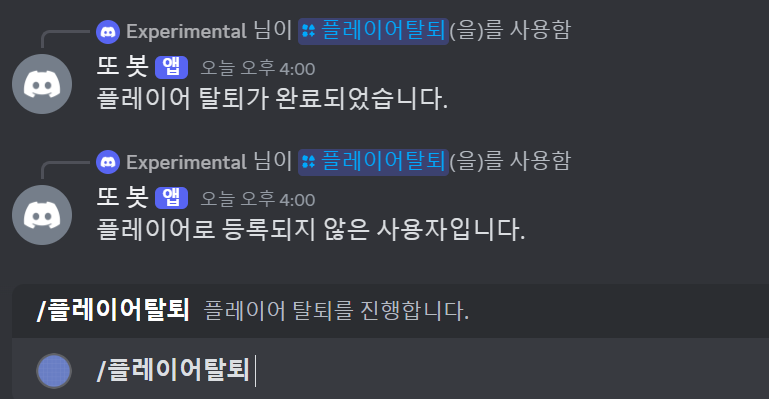 Experimental 님이 플레이어탈퇴(을)를 사용함
또 봇 앱 오늘 오후 4:00
플레이어 탈퇴가 완료되었습니다.
Experimental 님이 플레이어탈퇴(을)를 사용함
또 봇 앱 오늘 오후 4:00
플레이어로 등록되지 않은 사용자입니다.
/플레이어탈퇴 플레이어 탈퇴를 진행합니다.
/플레이어탈퇴